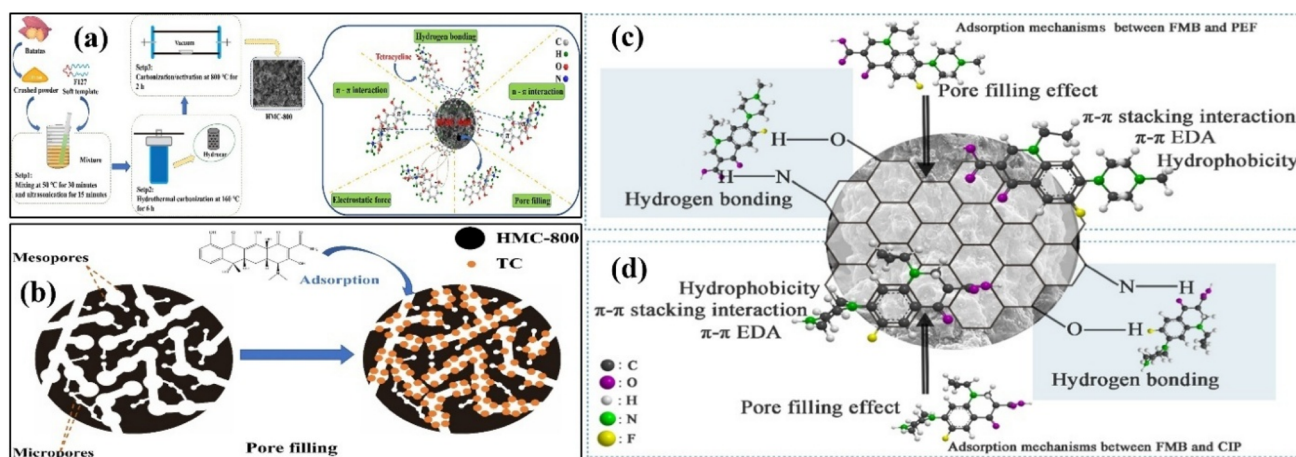 (a)
Batatus
Crushed powder
F127
Soft template
Mixture
Setp1:
Mixing at 50 °C for 30 minutes
and ultrasonication for 15 minutes
Vacuum
Setp3:
Carbonization/activation at 800 °C for
2 h
Hydrocar
Setp2:
Hydrothermal carbonization at 160 °C
for 6 h
HMC-800
Hydrogen bonding
Tetracycline
π - π interaction
n - π interaction
Electrostatic force
Pore filling
C
H
O
N
(b)
Mesopores
Micropores
Adsorption
HMC-800
TC
Pore filling
(c)
Adsorption mechanisms between FMB and PEF
Pore filling effect
π-π stacking interaction
π-π EDA
Hydrophobicity
H
O
H
N
Hydrogen bonding
(d)
Hydrophobicity
π-π stacking interaction
π-π EDA
N
H
O
H
Hydrogen bonding
: C
: O
: H
: N
: F
Pore filling effect
Adsorption mechanisms between FMB and CIP